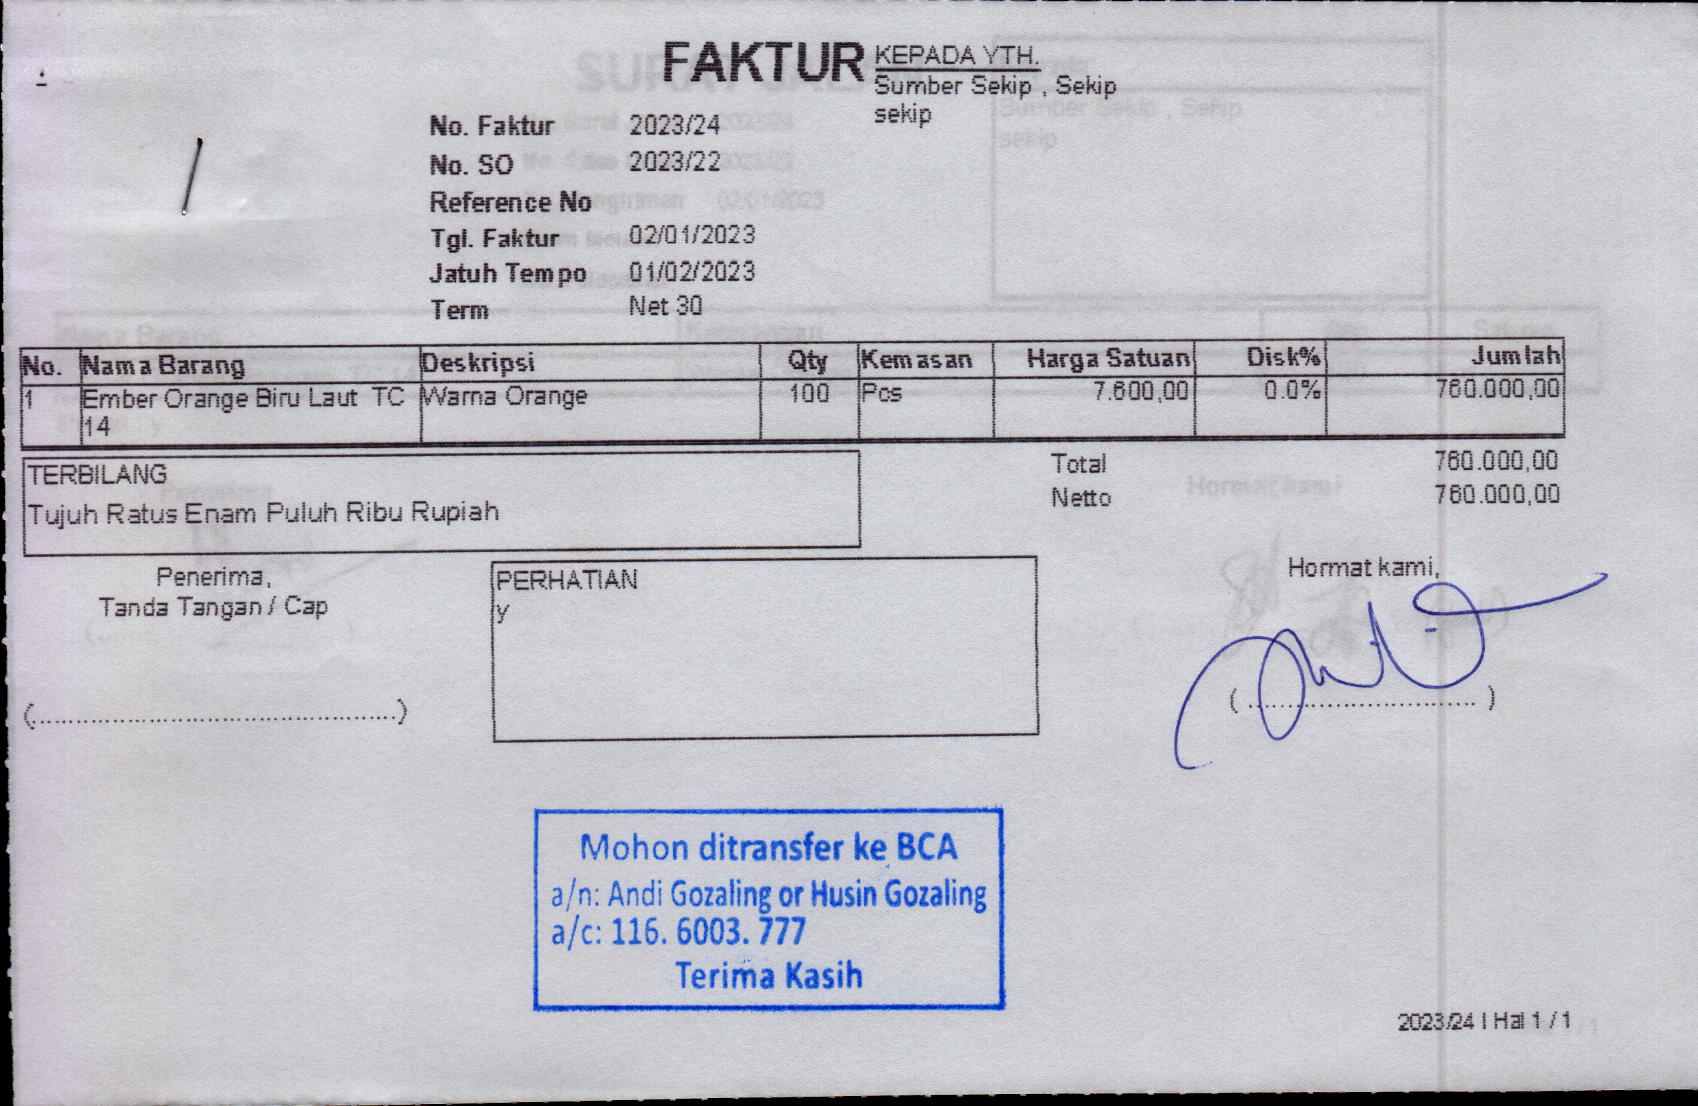 FAKTUR
KEPADA YTH.
Sumber Sekip , Sekip
sekip
No. Faktur 2023/24
No. SO 2023/22
Reference No
Tgl. Faktur 02/01/2023
Jatuh Tempo 01/02/2023
Term Net 30
No. Nama Barang Deskripsi Qty Kemasan Harga Satuan Disk% Jumlah
1 Ember Orange Biru Laut TC Warna Orange 100 Pcs 7.600,00 0.0% 760.000,00
14
TERBILANG
Tujuh Ratus Enam Puluh Ribu Rupiah
Total 760.000,00
Netto 760.000,00
Penerima,
Tanda Tangan / Cap
(..............................................)
PERHATIAN
y
Hormat kami,
( ............................... )
Mohon ditransfer ke BCA
a/n: Andi Gozaling or Husin Gozaling
a/c: 116. 6003. 777
Terima Kasih
2023/24 | Hal 1 / 1